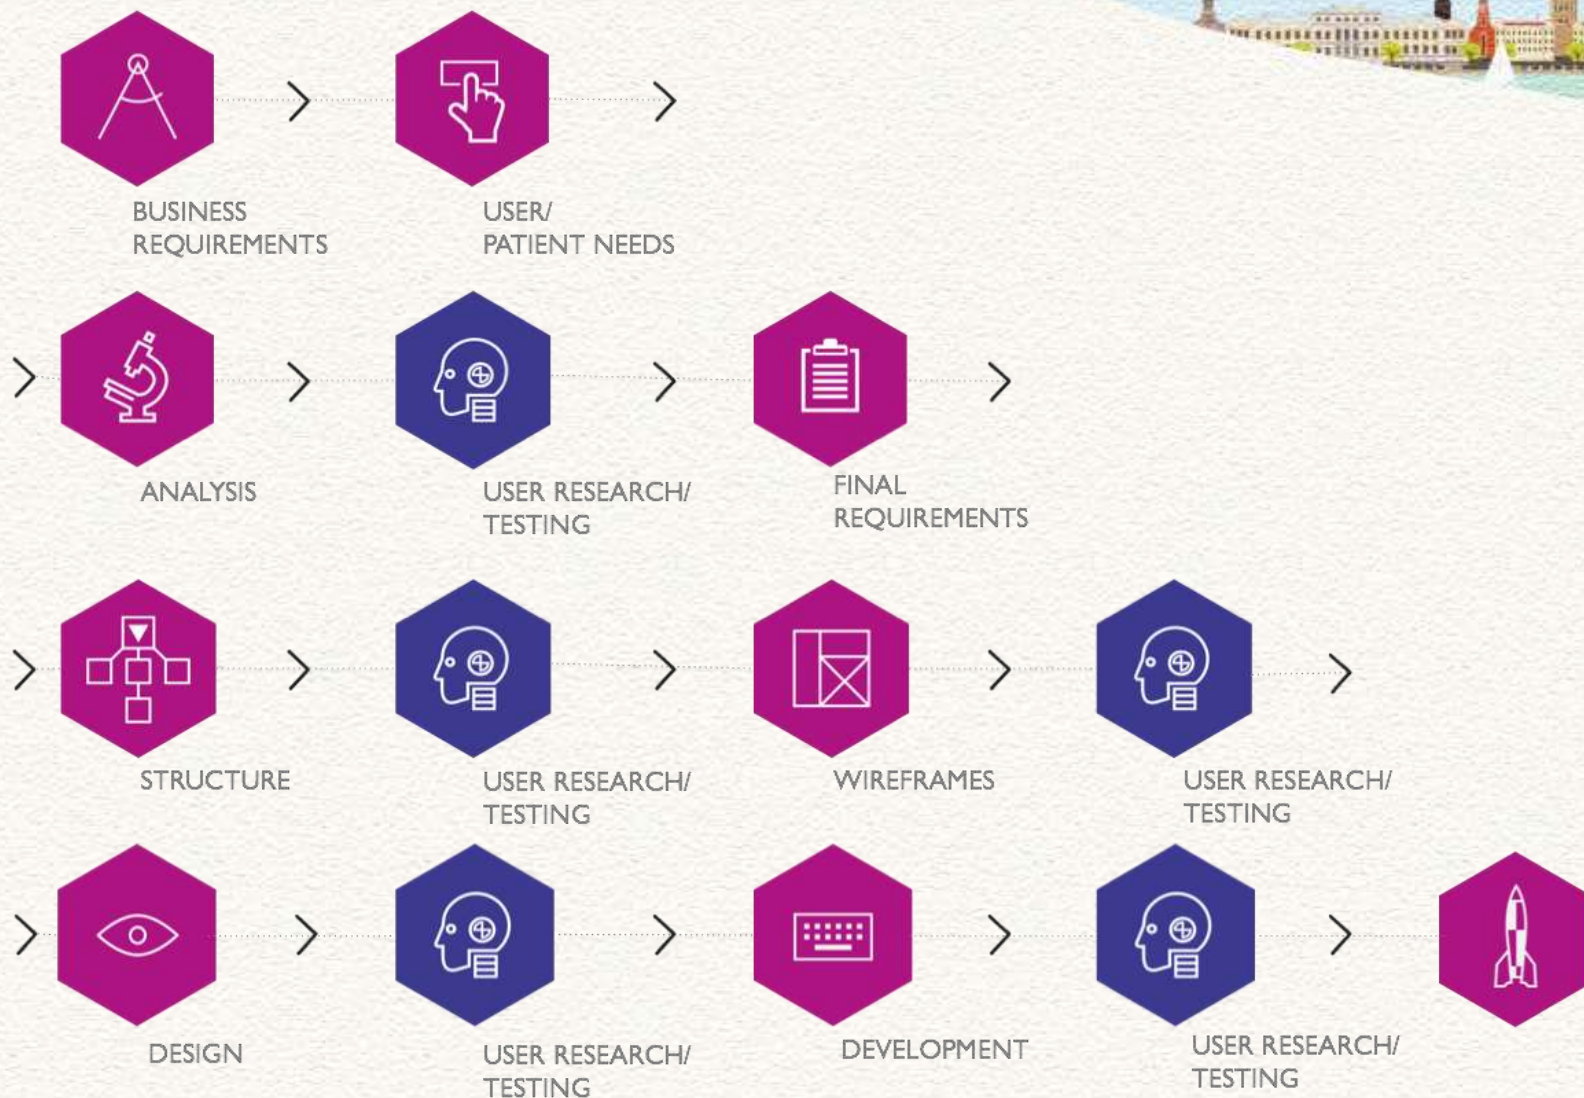 BUSINESS
REQUIREMENTS
USER/
PATIENT NEEDS
ANALYSIS
USER RESEARCH/
TESTING
FINAL
REQUIREMENTS
STRUCTURE
USER RESEARCH/
TESTING
WIREFRAMES
USER RESEARCH/
TESTING
DESIGN
USER RESEARCH/
TESTING
DEVELOPMENT
USER RESEARCH/
TESTING